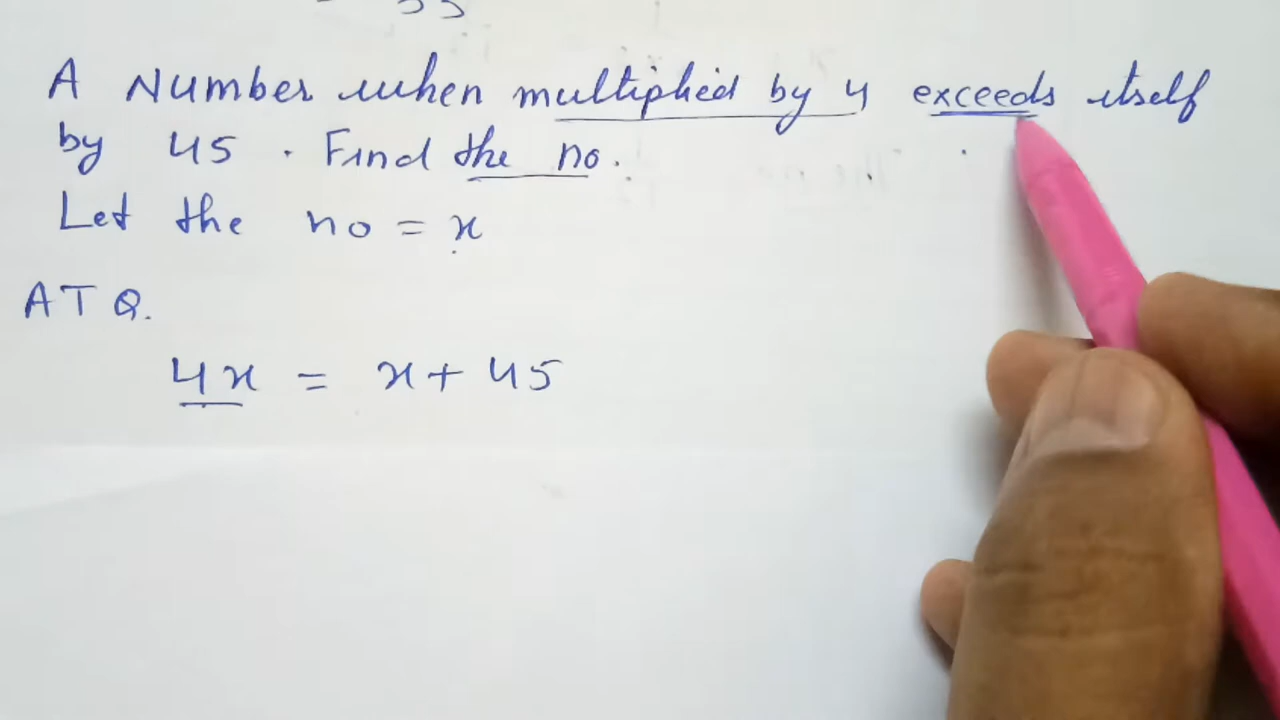 A Number when multiplied by 4 exceeds itself
by 45. Find the no.
Let the no = x
ATQ.
4x = x + 45